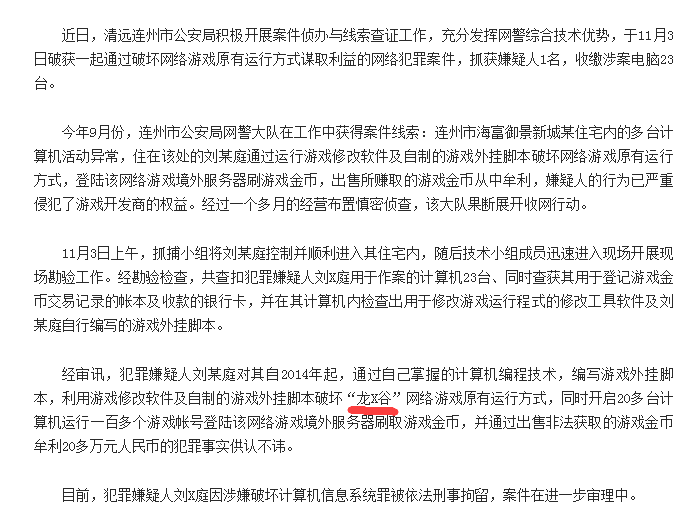 近日，清远连州市公安局积极开展案件侦办与线索查证工作，充分发挥网警综合技术优势，于11月3
日破获一起通过破坏网络游戏原有运行方式谋取利益的网络犯罪案件，抓获嫌疑人1名，收缴涉案电脑23
台。
今年9月份，连州市公安局网警大队在工作中获得案件线索：连州市海富御景新城某住宅内的多台计
算机活动异常，住在该处的刘某庭通过运行游戏修改软件及自制的游戏外挂脚本破坏网络游戏原有运行
方式，登陆该网络游戏境外服务器刷游戏金币，出售所赚取的游戏金币从中牟利，嫌疑人的行为已严重
侵犯了游戏开发商的权益。经过一个多月的经营布置慎密侦查，该大队果断展开收网行动。
11月3日上午，抓捕小组将刘某庭控制并顺利进入其住宅内，随后技术小组成员迅速进入现场开展现
场勘验工作。经勘验检查，共查扣犯罪嫌疑人刘X庭用于作案的计算机23台、同时查获其用于登记游戏金
币交易记录的帐本及收款的银行卡，并在其计算机内检查出用于修改游戏运行程式的修改工具软件及刘
某庭自行编写的游戏外挂脚本。
经审讯，犯罪嫌疑人刘某庭对其自2014年起，通过自己掌握的计算机编程技术，编写游戏外挂脚
本，利用游戏修改软件及自制的游戏外挂脚本破坏“龙X谷”网络游戏原有运行方式，同时开启20多台计
算机运行一百多个游戏帐号登陆该网络游戏境外服务器刷取游戏金币，并通过出售非法获取的游戏金币
牟利20多万元人民币的犯罪事实供认不讳。
目前，犯罪嫌疑人刘X庭因涉嫌破坏计算机信息系统罪被依法刑事拘留，案件在进一步审理中。